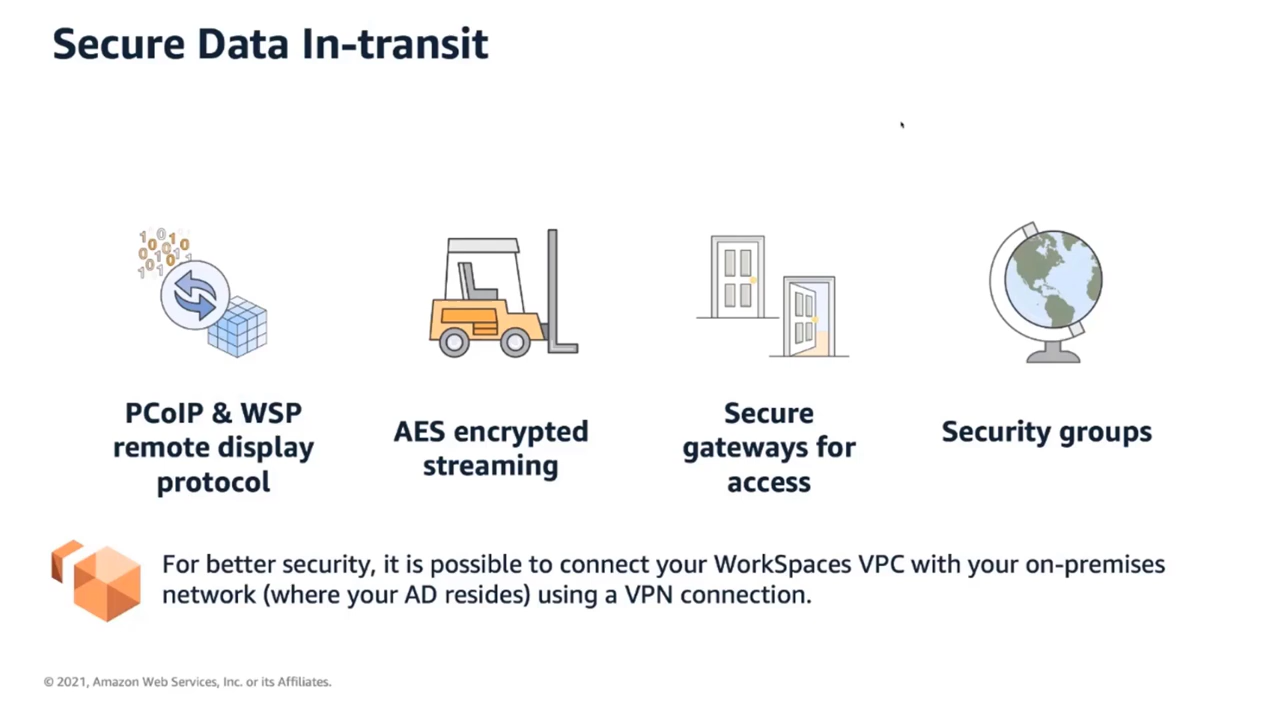 Secure Data In-transit
PCoIP & WSP
remote display
protocol
AES encrypted
streaming
Secure
gateways for
access
Security groups
For better security, it is possible to connect your WorkSpaces VPC with your on-premises
network (where your AD resides) using a VPN connection.
© 2021, Amazon Web Services, Inc. or its Affiliates.